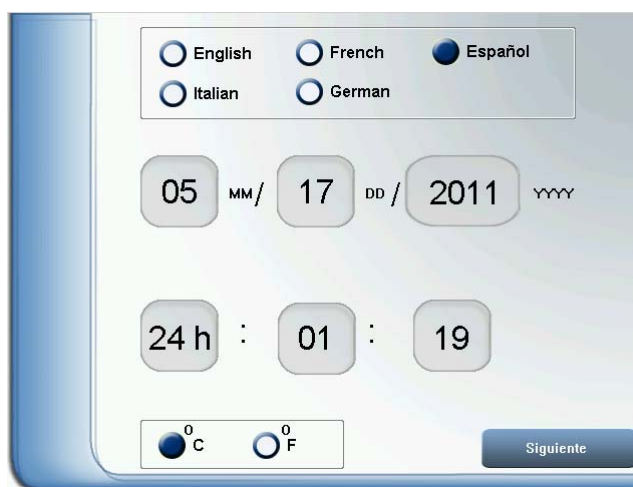 English French Español
Italian German
05 MM/ 17 DD / 2011 YYYY
24 h : 01 : 19
°C °F
Siguiente